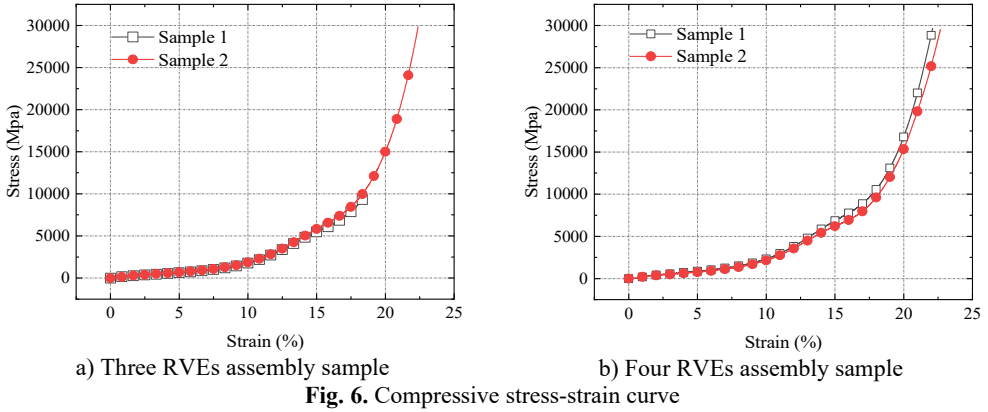 30000
25000
20000
15000
10000
5000
0
Stress (Mpa)
Sample 1
Sample 2
0 5 10 15 20 25
Strain (%)
a) Three RVEs assembly sample
30000
25000
20000
15000
10000
5000
0
Stress (Mpa)
Sample 1
Sample 2
0 5 10 15 20 25
Strain (%)
b) Four RVEs assembly sample
Fig. 6. Compressive stress-strain curve